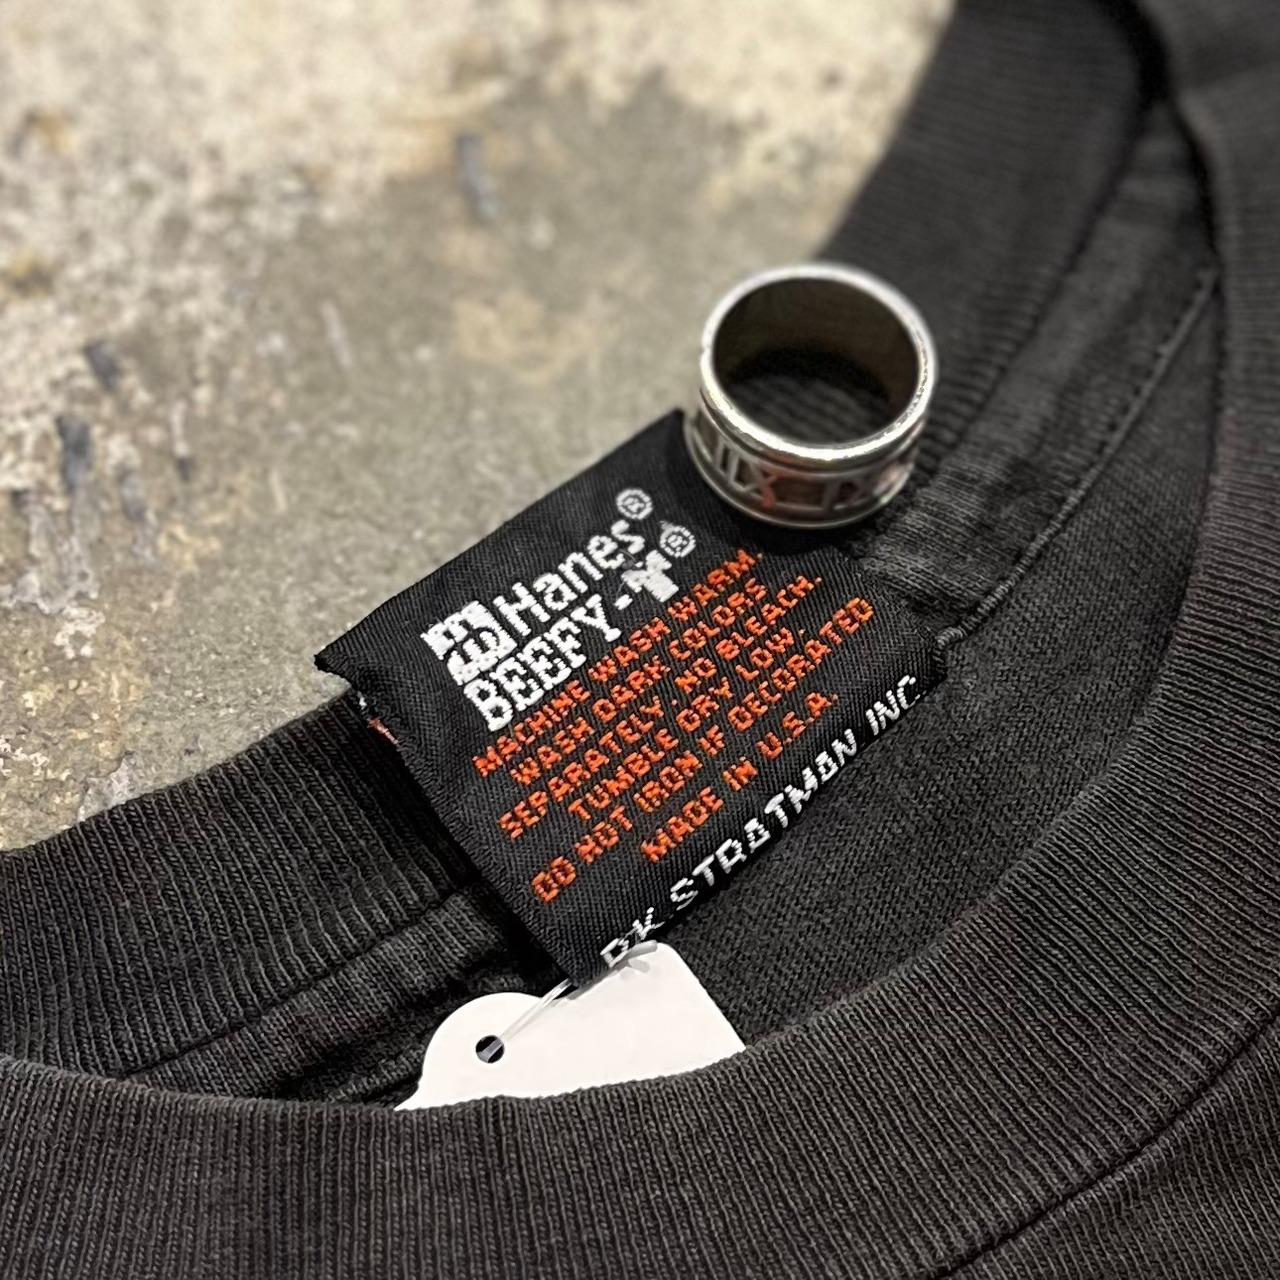 Hanes®
BEEFY-T®
MACHINE WASH WARM.
WASH DARK COLORS
SEPARATELY. NO BLEACH.
TUMBLE DRY LOW.
DO NOT IRON IF DECORATED
MADE IN U.S.A.
BK STRATMAN INC.